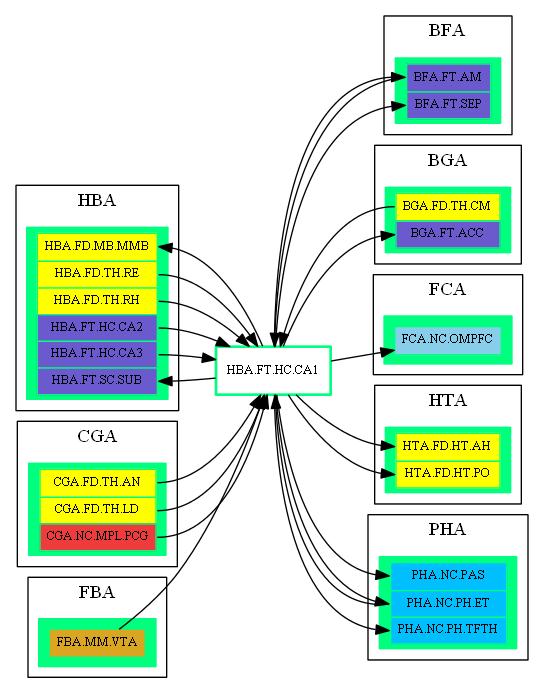 BFA
BFA.FT.AM
BFA.FT.SEP
BGA
BGA.FD.TH.CM
BGA.FT.ACC
HBA
HBA.FD.MB.MMB
HBA.FD.TH.RE
HBA.FD.TH.RH
HBA.FT.HC.CA2
HBA.FT.HC.CA3
HBA.FT.SC.SUB
HBA.FT.HC.CA1
FCA
FCA.NC.OMPFC
HTA
HTA.FD.HT.AH
HTA.FD.HT.PO
CGA
CGA.FD.TH.AN
CGA.FD.TH.LD
CGA.NC.MPL.PCG
PHA
PHA.NC.PAS
PHA.NC.PH.ET
PHA.NC.PH.TFTH
FBA
FBA.MM.VTA